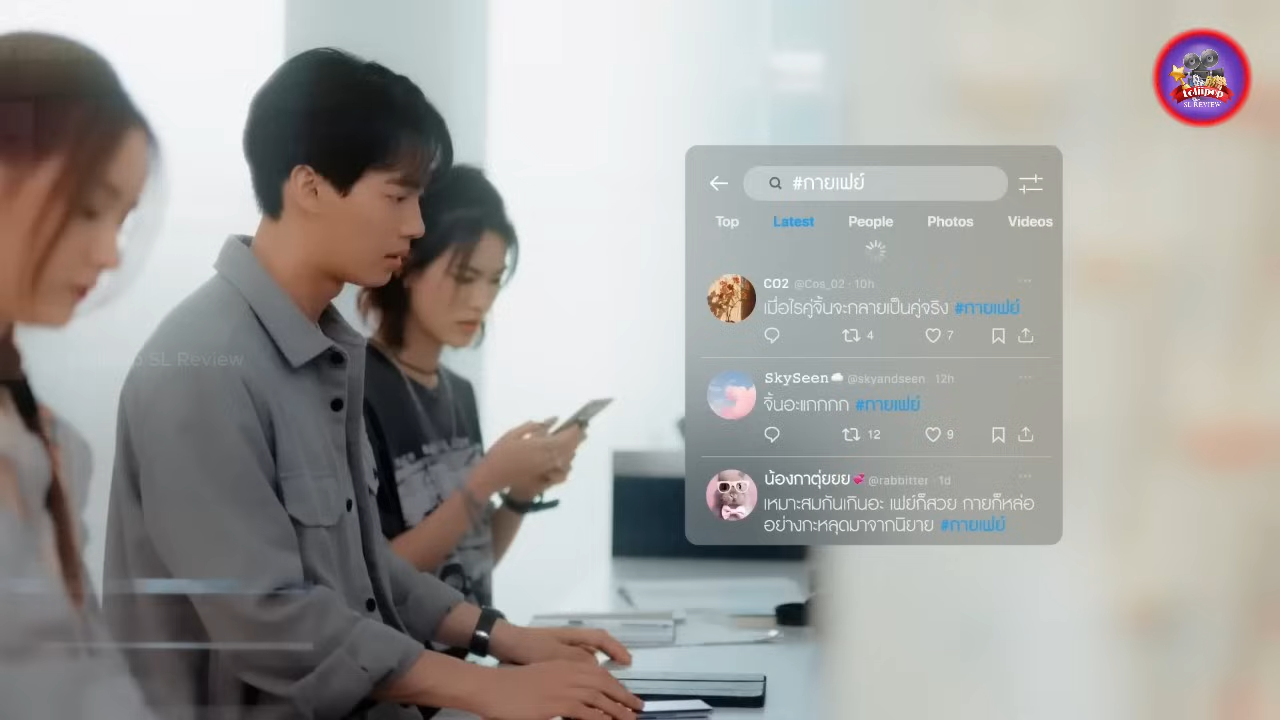 Lollipop
SL REVIEW
#กายเฟย์
Top Latest People Photos Videos
CO2 @Cos_02 · 10h
เมื่อไรคู่จิ้นจะกลายเป็นคู่จริง #กายเฟย์
4 7
SkySeen @skyandseen · 12h
จิ้นอะแกกกก #กายเฟย์
12 9
น้องกาตุ่ยยย @rabbitter · 1d
เหมาะสมกันเกินอะ เฟย์ก็สวย กายก็หล่อ
อย่างกะหลุดมาจากนิยาย #กายเฟย์
SL Review